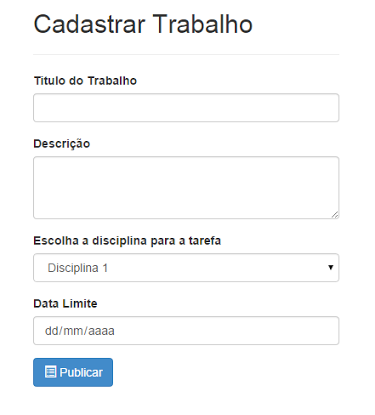 Cadastrar Trabalho
Titulo do Trabalho
Descrição
Escolha a disciplina para a tarefa
Disciplina 1
Data Limite
dd/mm/aaaa
Publicar